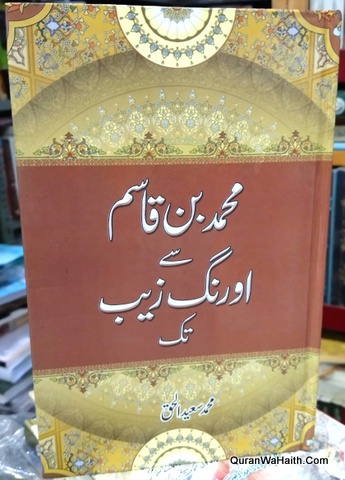 محمد بن قاسم
سے
اورنگ زیب
تک
محمد سعید الحق
QuranWaHaith.Com